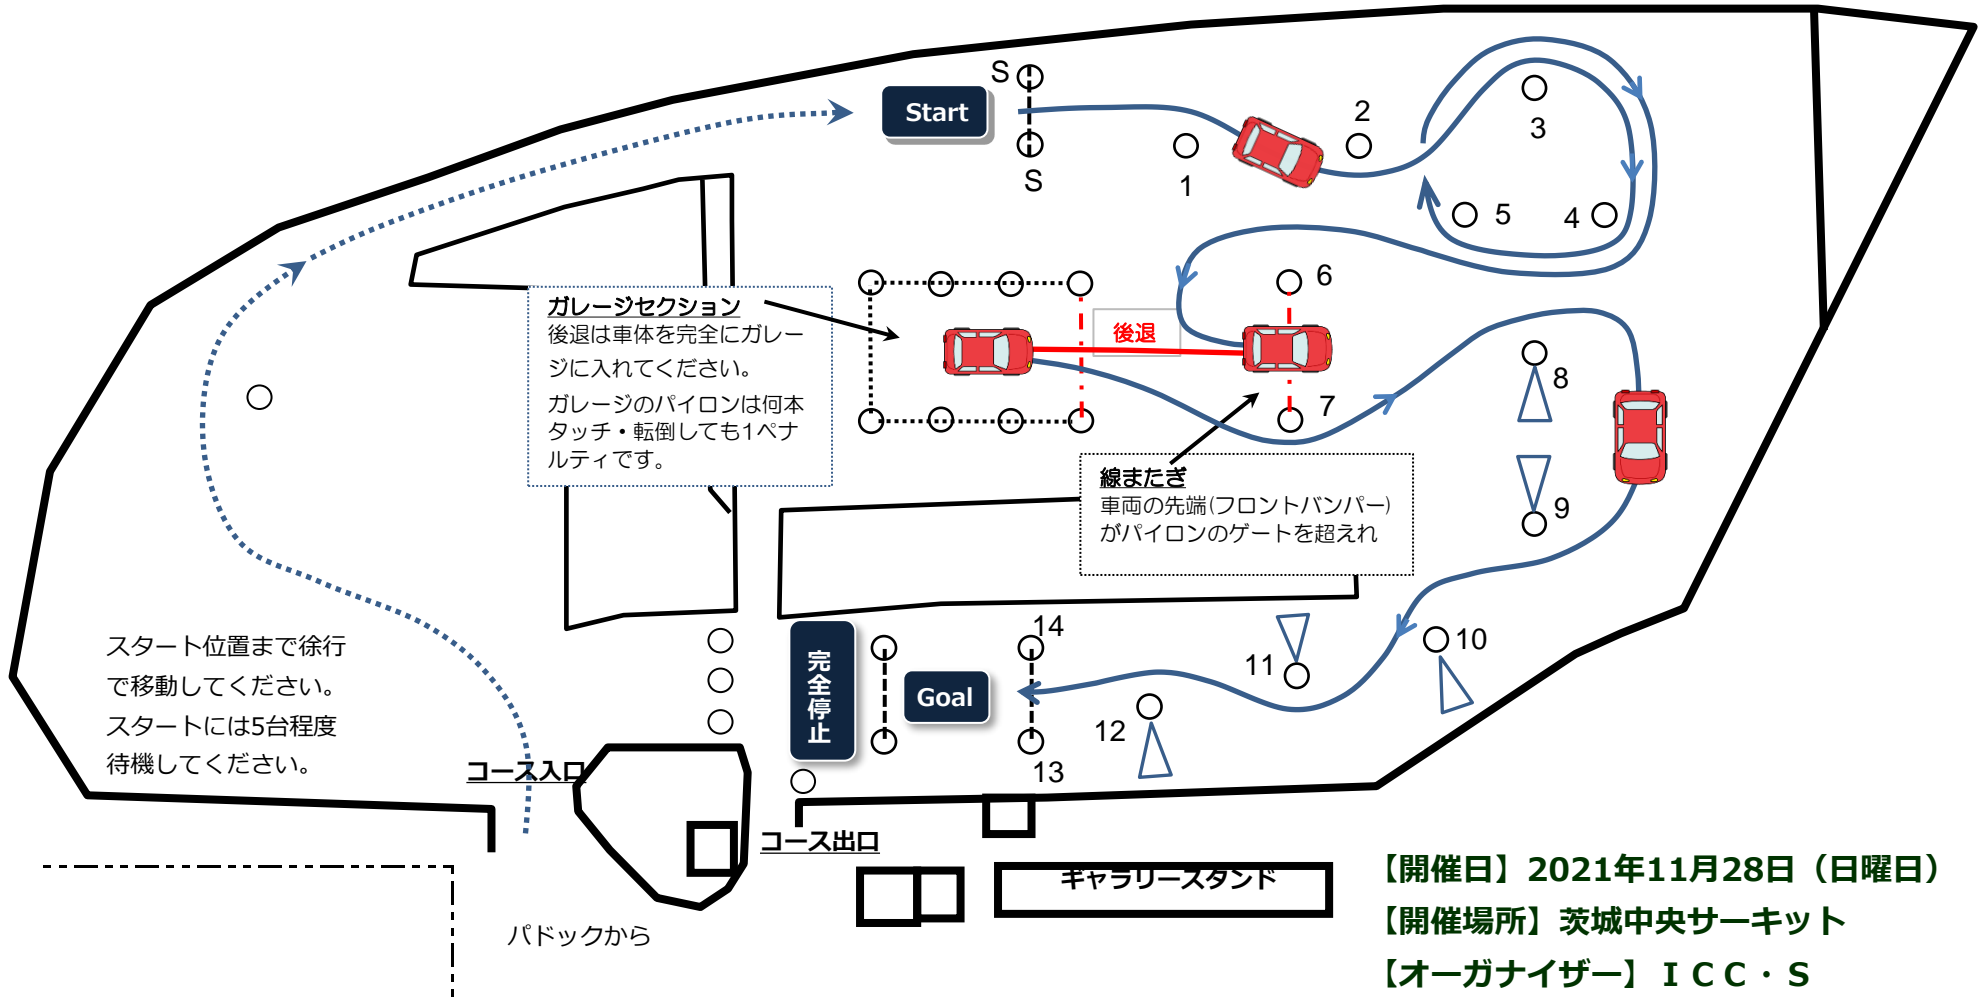 S
Start
S
1
2
3
4
5
6
7
8
9
10
11
12
13
14
ガレージセクション
後退は車体を完全にガレー
ジに入れてください。
ガレージのパイロンは何本
タッチ・転倒しても1ペナ
ルティです。
後退
線またぎ
車両の先端(フロントバンパー)
がパイロンのゲートを超えれ
スタート位置まで徐行
で移動してください。
スタートには5台程度
待機してください。
完全停止
Goal
コース入口
コース出口
ギャラリースタンド
パドックから
【開催日】2021年11月28日（日曜日）
【開催場所】茨城中央サーキット
【オーガナイザー】ＩＣＣ・Ｓ